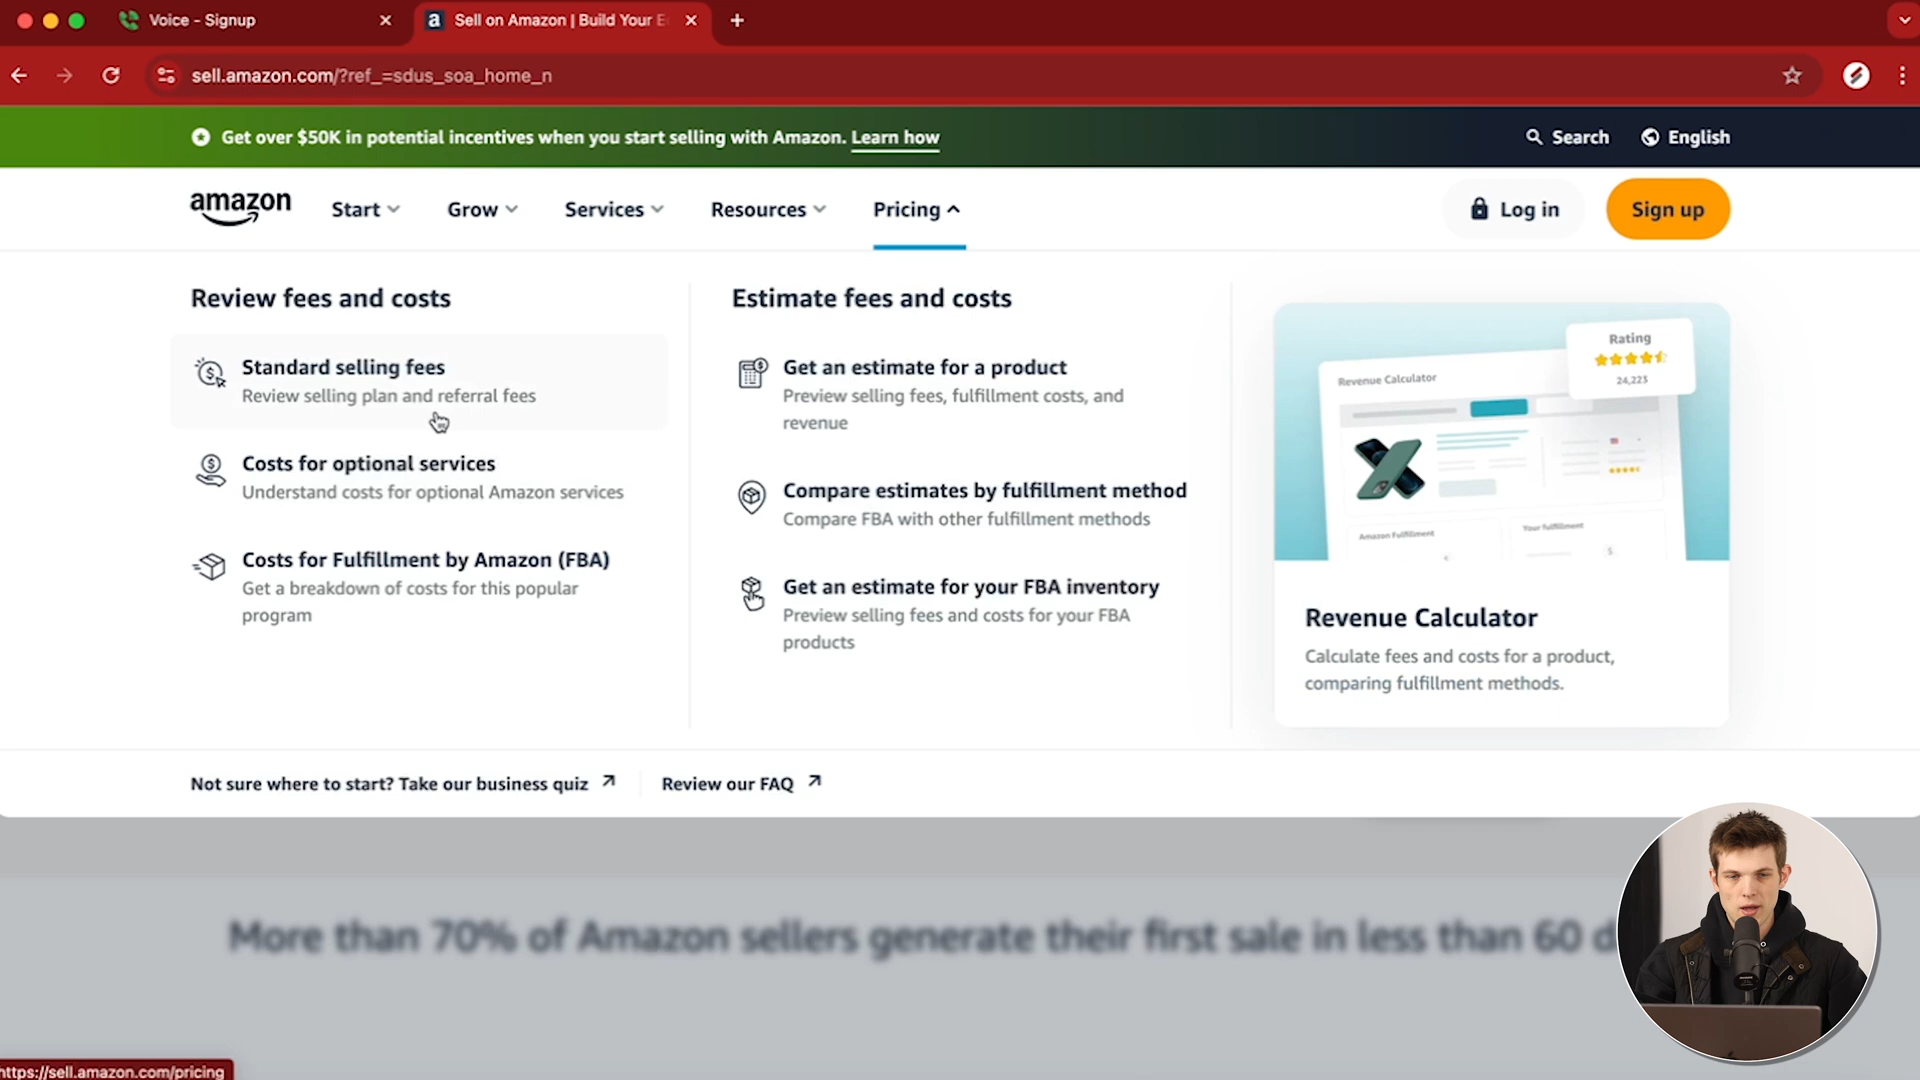 Voice - Signup
Sell on Amazon | Build Your E
sell.amazon.com/?ref_=sdus_soa_home_n
Get over $50K in potential incentives when you start selling with Amazon. Learn how
Search
English
amazon
Start
Grow
Services
Resources
Pricing
Log in
Sign up
Review fees and costs
Standard selling fees
Review selling plan and referral fees
Costs for optional services
Understand costs for optional Amazon services
Costs for Fulfillment by Amazon (FBA)
Get a breakdown of costs for this popular
program
Estimate fees and costs
Get an estimate for a product
Preview selling fees, fulfillment costs, and
revenue
Compare estimates by fulfillment method
Compare FBA with other fulfillment methods
Get an estimate for your FBA inventory
Preview selling fees and costs for your FBA
products
Rating
24,223
Revenue Calculator
Amazon Fulfillment
Your fulfillment
Revenue Calculator
Calculate fees and costs for a product,
comparing fulfillment methods.
Not sure where to start? Take our business quiz
Review our FAQ
More than 70% of Amazon sellers generate their first sale in less than 60 d
https://sell.amazon.com/pricing